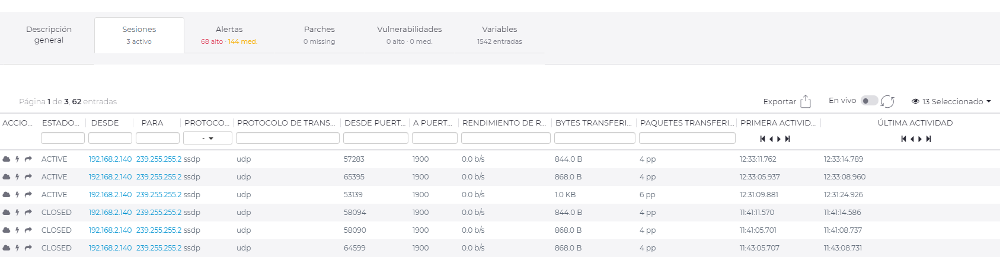 Descripción general
Sesiones
3 activo
Alertas
68 alto · 144 med.
Parches
0 missing
Vulnerabilidades
0 alto · 0 med.
Variables
1542 entradas
Página 1 de 3, 62 entradas
Exportar
En vivo
13 Seleccionado
ACCIO... ESTADO... DESDE PARA PROTOCO... PROTOCOLO DE TRANS... DESDE PUERT... A PUERT... RENDIMIENTO DE R... BYTES TRANSFERI... PAQUETES TRANSFERI... PRIMERA ACTIVID... ÚLTIMA ACTIVIDAD
-
ACTIVE 192.168.2.140 239.255.255.2 ssdp udp 57283 1900 0.0 b/s 844.0 B 4 pp 12:33:11.762 12:33:14.789
ACTIVE 192.168.2.140 239.255.255.2 ssdp udp 65395 1900 0.0 b/s 868.0 B 4 pp 12:33:05.937 12:33:08.960
ACTIVE 192.168.2.140 239.255.255.2 ssdp udp 53139 1900 0.0 b/s 1.0 KB 6 pp 12:31:09.881 12:31:24.926
CLOSED 192.168.2.140 239.255.255.2 ssdp udp 58094 1900 0.0 b/s 844.0 B 4 pp 11:41:11.570 11:41:14.586
CLOSED 192.168.2.140 239.255.255.2 ssdp udp 58090 1900 0.0 b/s 868.0 B 4 pp 11:41:05.701 11:41:08.737
CLOSED 192.168.2.140 239.255.255.2 ssdp udp 64599 1900 0.0 b/s 868.0 B 4 pp 11:43:05.707 11:43:08.731